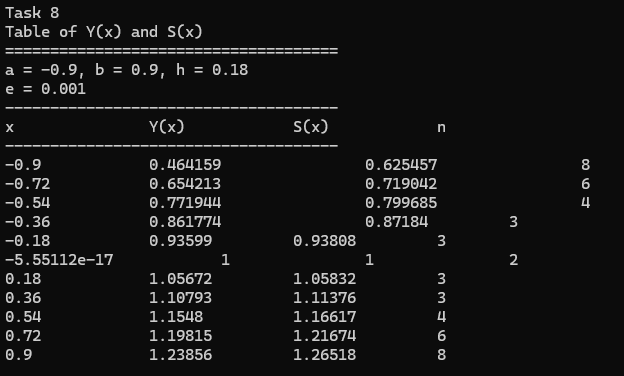 Task 8
Table of Y(x) and S(x)
=====================================
a = -0.9, b = 0.9, h = 0.18
e = 0.001
-------------------------------------
x Y(x) S(x) n
-------------------------------------
-0.9 0.464159 0.625457 8
-0.72 0.654213 0.719042 6
-0.54 0.771944 0.799685 4
-0.36 0.861774 0.87184 3
-0.18 0.93599 0.93808 3
-5.55112e-17 1 1 2
0.18 1.05672 1.05832 3
0.36 1.10793 1.11376 3
0.54 1.1548 1.16617 4
0.72 1.19815 1.21674 6
0.9 1.23856 1.26518 8